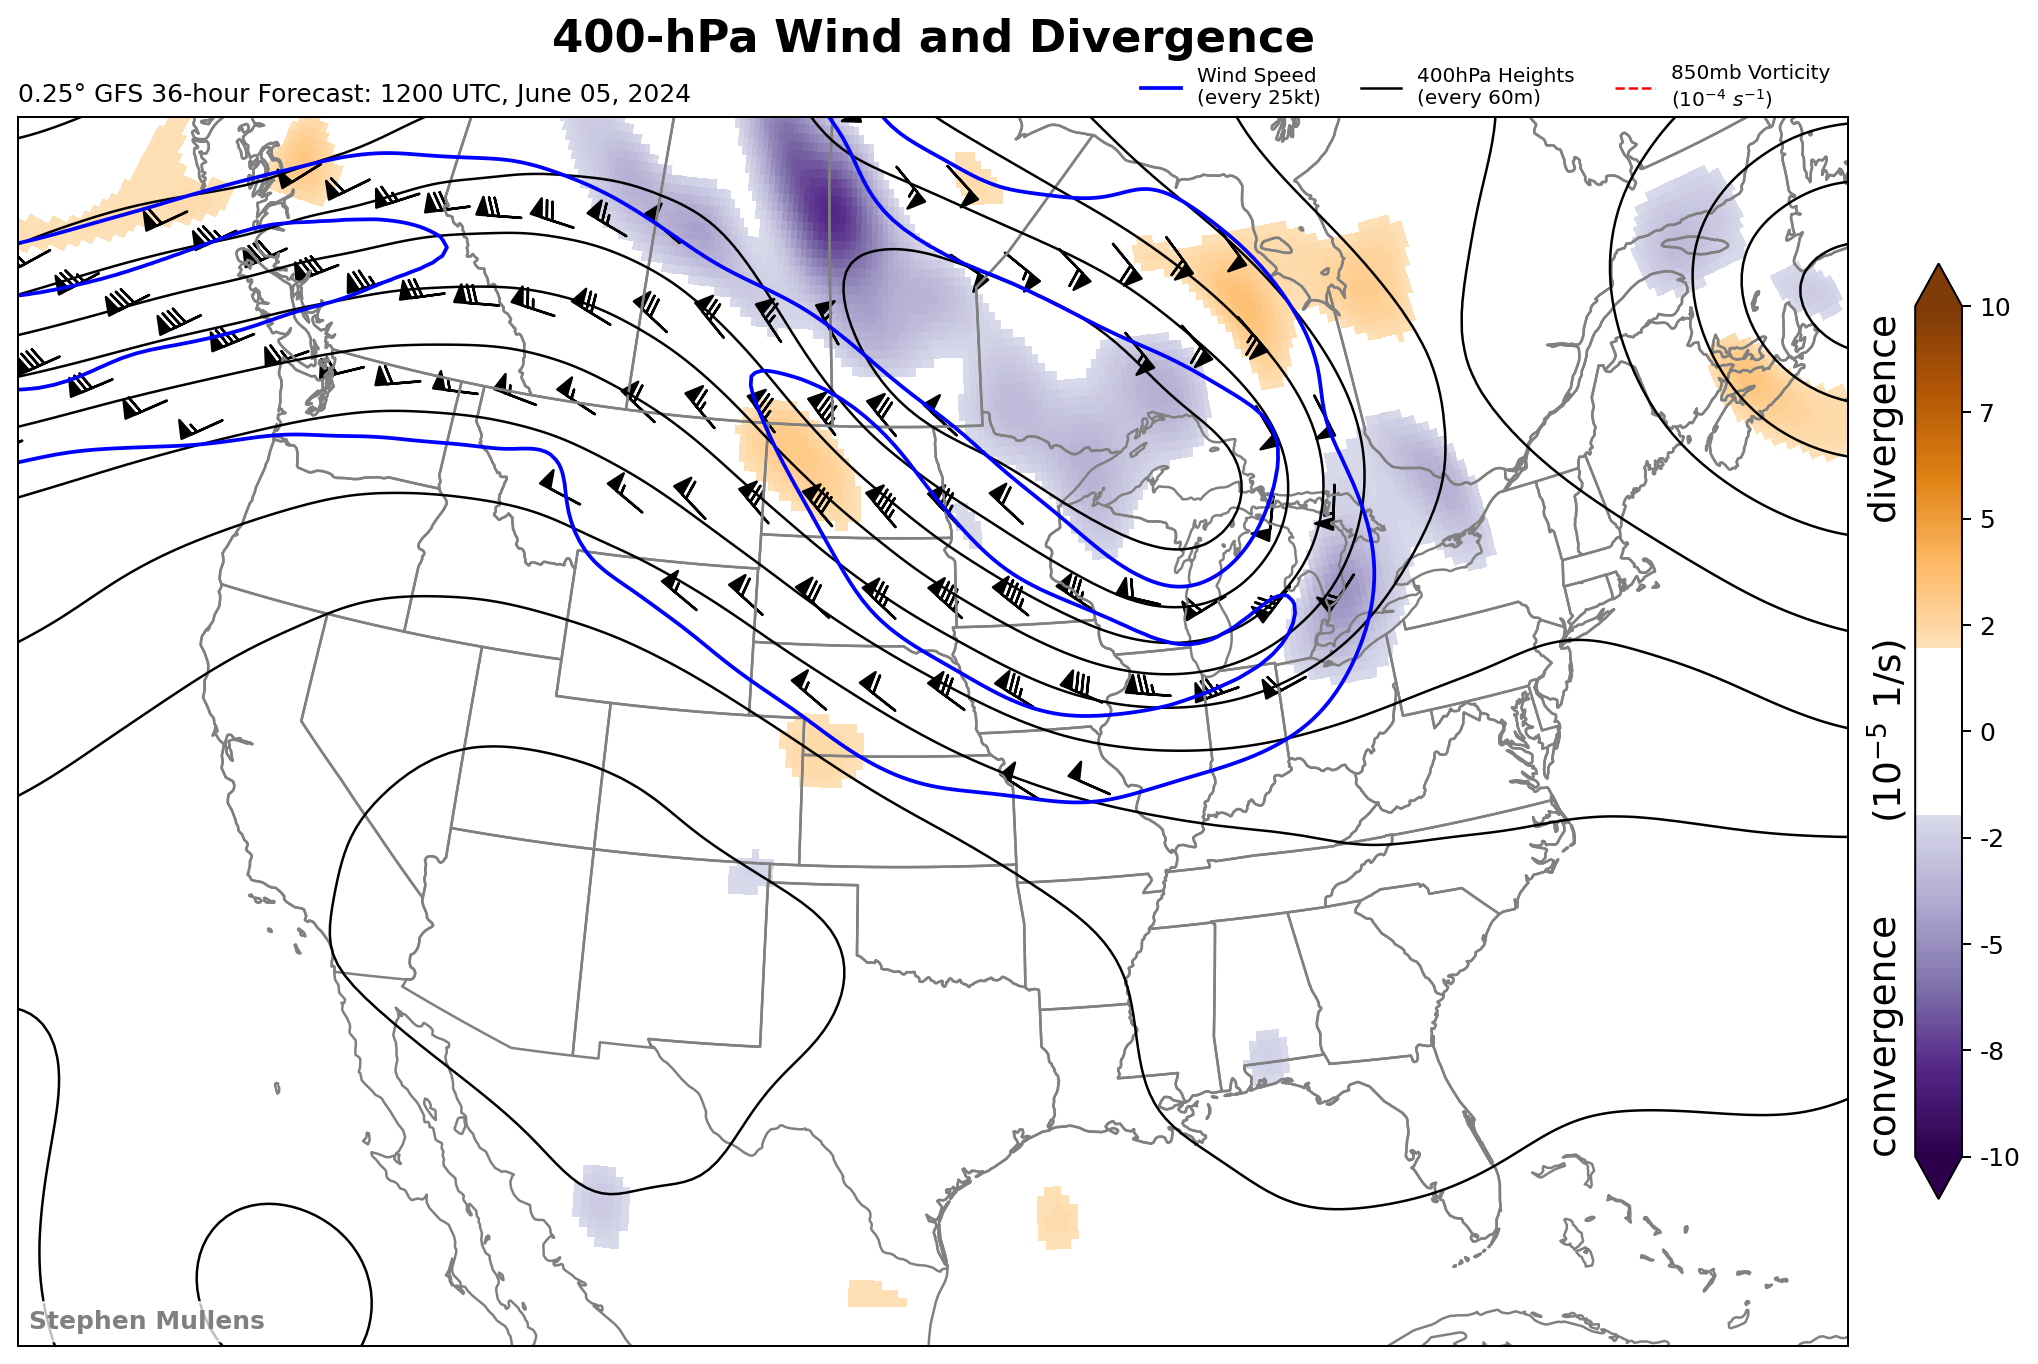 400-hPa Wind and Divergence
0.25° GFS 36-hour Forecast: 1200 UTC, June 05, 2024
Wind Speed
(every 25kt)
400hPa Heights
(every 60m)
850mb Vorticity
(10⁻⁴ s⁻¹)
10
7
5
2
0
-2
-5
-8
-10
convergence (10⁻⁵ 1/s) divergence
Stephen Mullens